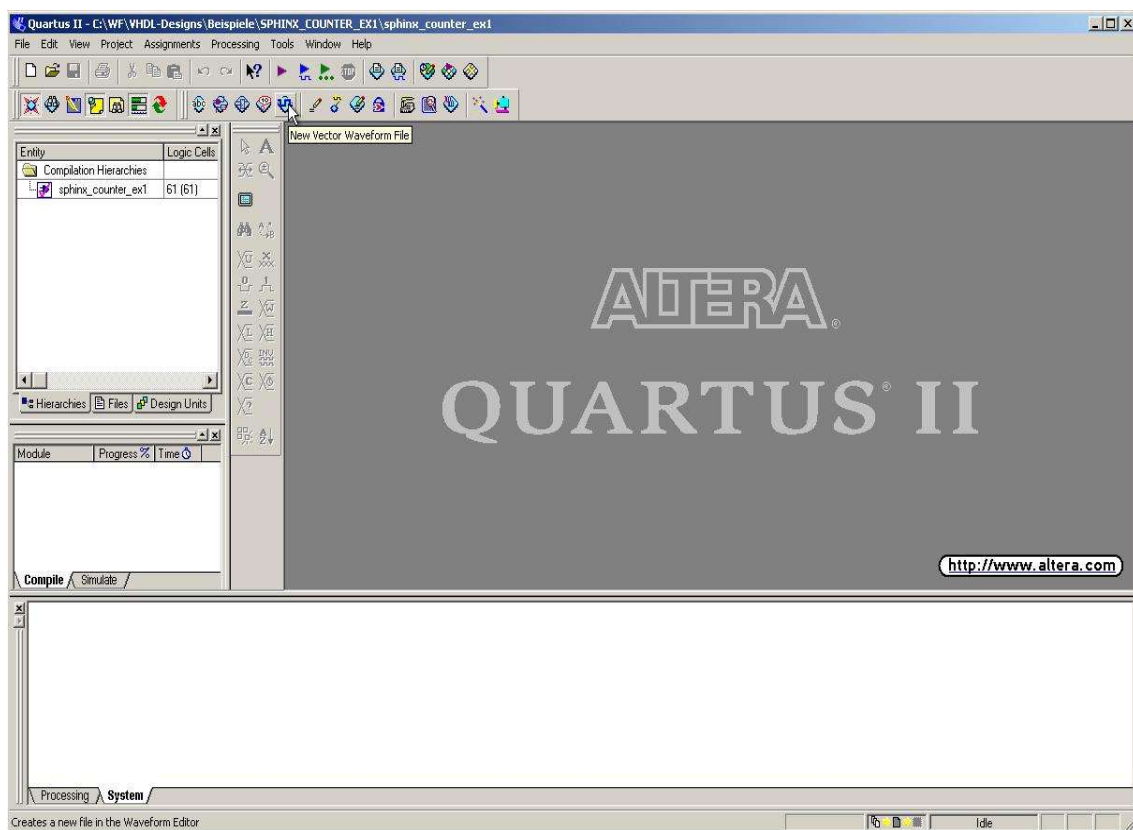 Quartus II - C:\WF\VHDL-Designs\Beispiele\SPHINX_COUNTER_EX1\sphinx_counter_ex1
File Edit View Project Assignments Processing Tools Window Help
New Vector Waveform File
Entity Logic Cells
Compilation Hierarchies
sphinx_counter_ex1 61 (61)
Hierarchies Files Design Units
Module Progress % Time
Compile Simulate
ALTERA®
QUARTUS® II
http://www.altera.com
Processing System
Creates a new file in the Waveform Editor
Idle